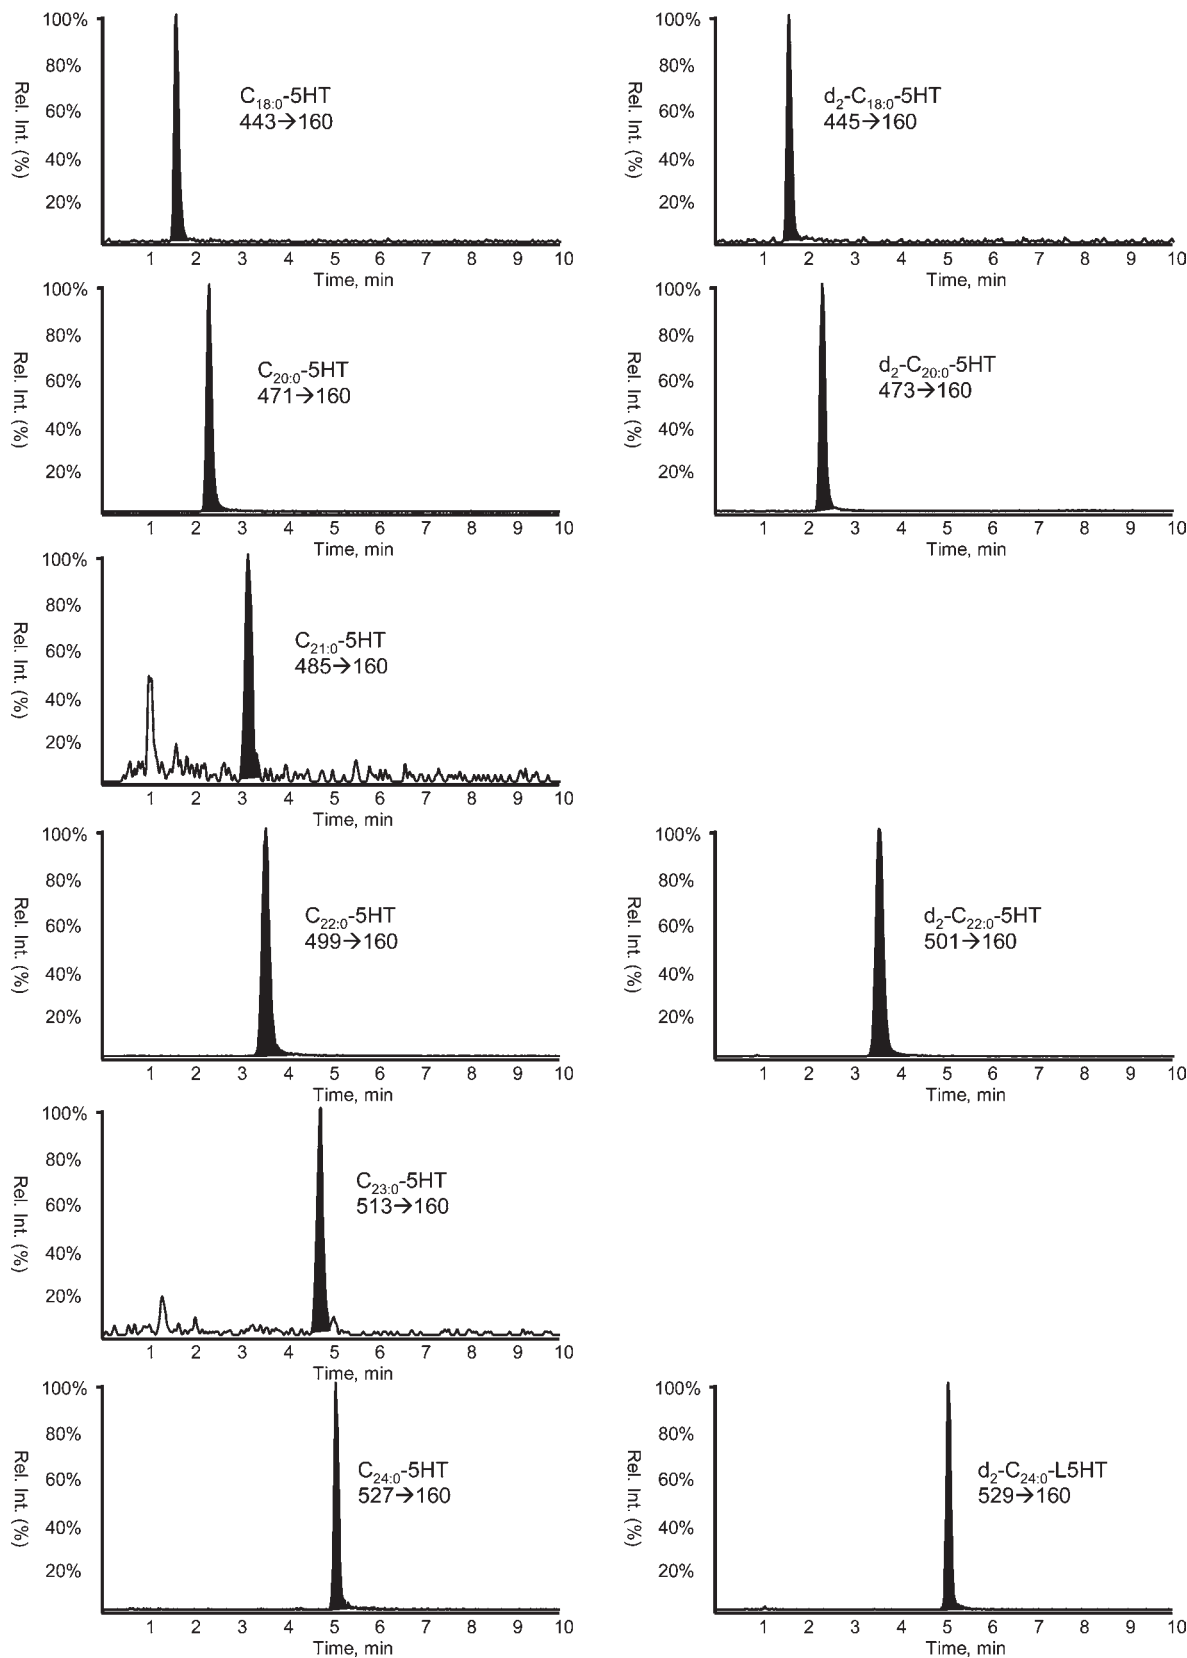 100%
80%
60%
40%
20%
Rel. Int. (%)
C18:0-5HT
443→160
1 2 3 4 5 6 7 8 9 10
Time, min
100%
80%
60%
40%
20%
Rel. Int. (%)
d2-C18:0-5HT
445→160
1 2 3 4 5 6 7 8 9 10
Time, min
100%
80%
60%
40%
20%
Rel. Int. (%)
C20:0-5HT
471→160
1 2 3 4 5 6 7 8 9 10
Time, min
100%
80%
60%
40%
20%
Rel. Int. (%)
d2-C20:0-5HT
473→160
1 2 3 4 5 6 7 8 9 10
Time, min
100%
80%
60%
40%
20%
Rel. Int. (%)
C21:0-5HT
485→160
1 2 3 4 5 6 7 8 9 10
Time, min
100%
80%
60%
40%
20%
Rel. Int. (%)
C22:0-5HT
499→160
1 2 3 4 5 6 7 8 9 10
Time, min
100%
80%
60%
40%
20%
Rel. Int. (%)
d2-C22:0-5HT
501→160
1 2 3 4 5 6 7 8 9 10
Time, min
100%
80%
60%
40%
20%
Rel. Int. (%)
C23:0-5HT
513→160
1 2 3 4 5 6 7 8 9 10
Time, min
100%
80%
60%
40%
20%
Rel. Int. (%)
C24:0-5HT
527→160
1 2 3 4 5 6 7 8 9 10
Time, min
100%
80%
60%
40%
20%
Rel. Int. (%)
d2-C24:0-L5HT
529→160
1 2 3 4 5 6 7 8 9 10
Time, min